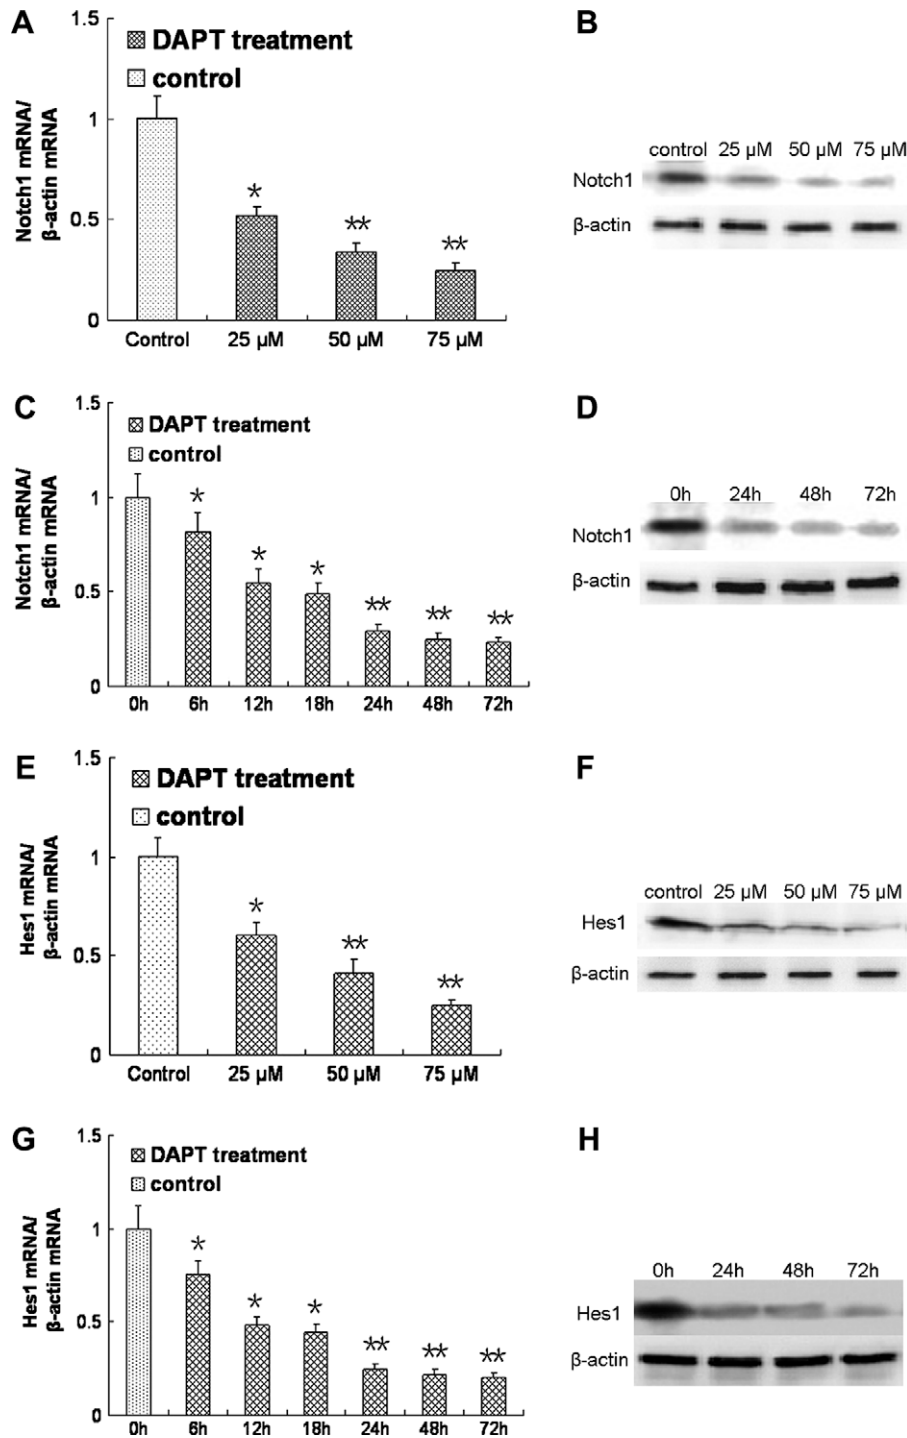 A
1.5
1
0.5
0
Notch1 mRNA/
β-actin mRNA
DAPT treatment
control
*
**
**
Control 25 µM 50 µM 75 µM
B
control 25 µM 50 µM 75 µM
Notch1
β-actin
C
1.5
1
0.5
0
Notch1 mRNA/
β-actin mRNA
DAPT treatment
control
*
*
*
**
**
**
0h 6h 12h 18h 24h 48h 72h
D
0h 24h 48h 72h
Notch1
β-actin
E
1.5
1
0.5
0
Hes1 mRNA/
β-actin mRNA
DAPT treatment
control
*
**
**
Control 25 µM 50 µM 75 µM
F
control 25 µM 50 µM 75 µM
Hes1
β-actin
G
1.5
1
0.5
0
Hes1 mRNA/
β-actin mRNA
DAPT treatment
control
*
*
*
**
**
**
0h 6h 12h 18h 24h 48h 72h
H
0h 24h 48h 72h
Hes1
β-actin